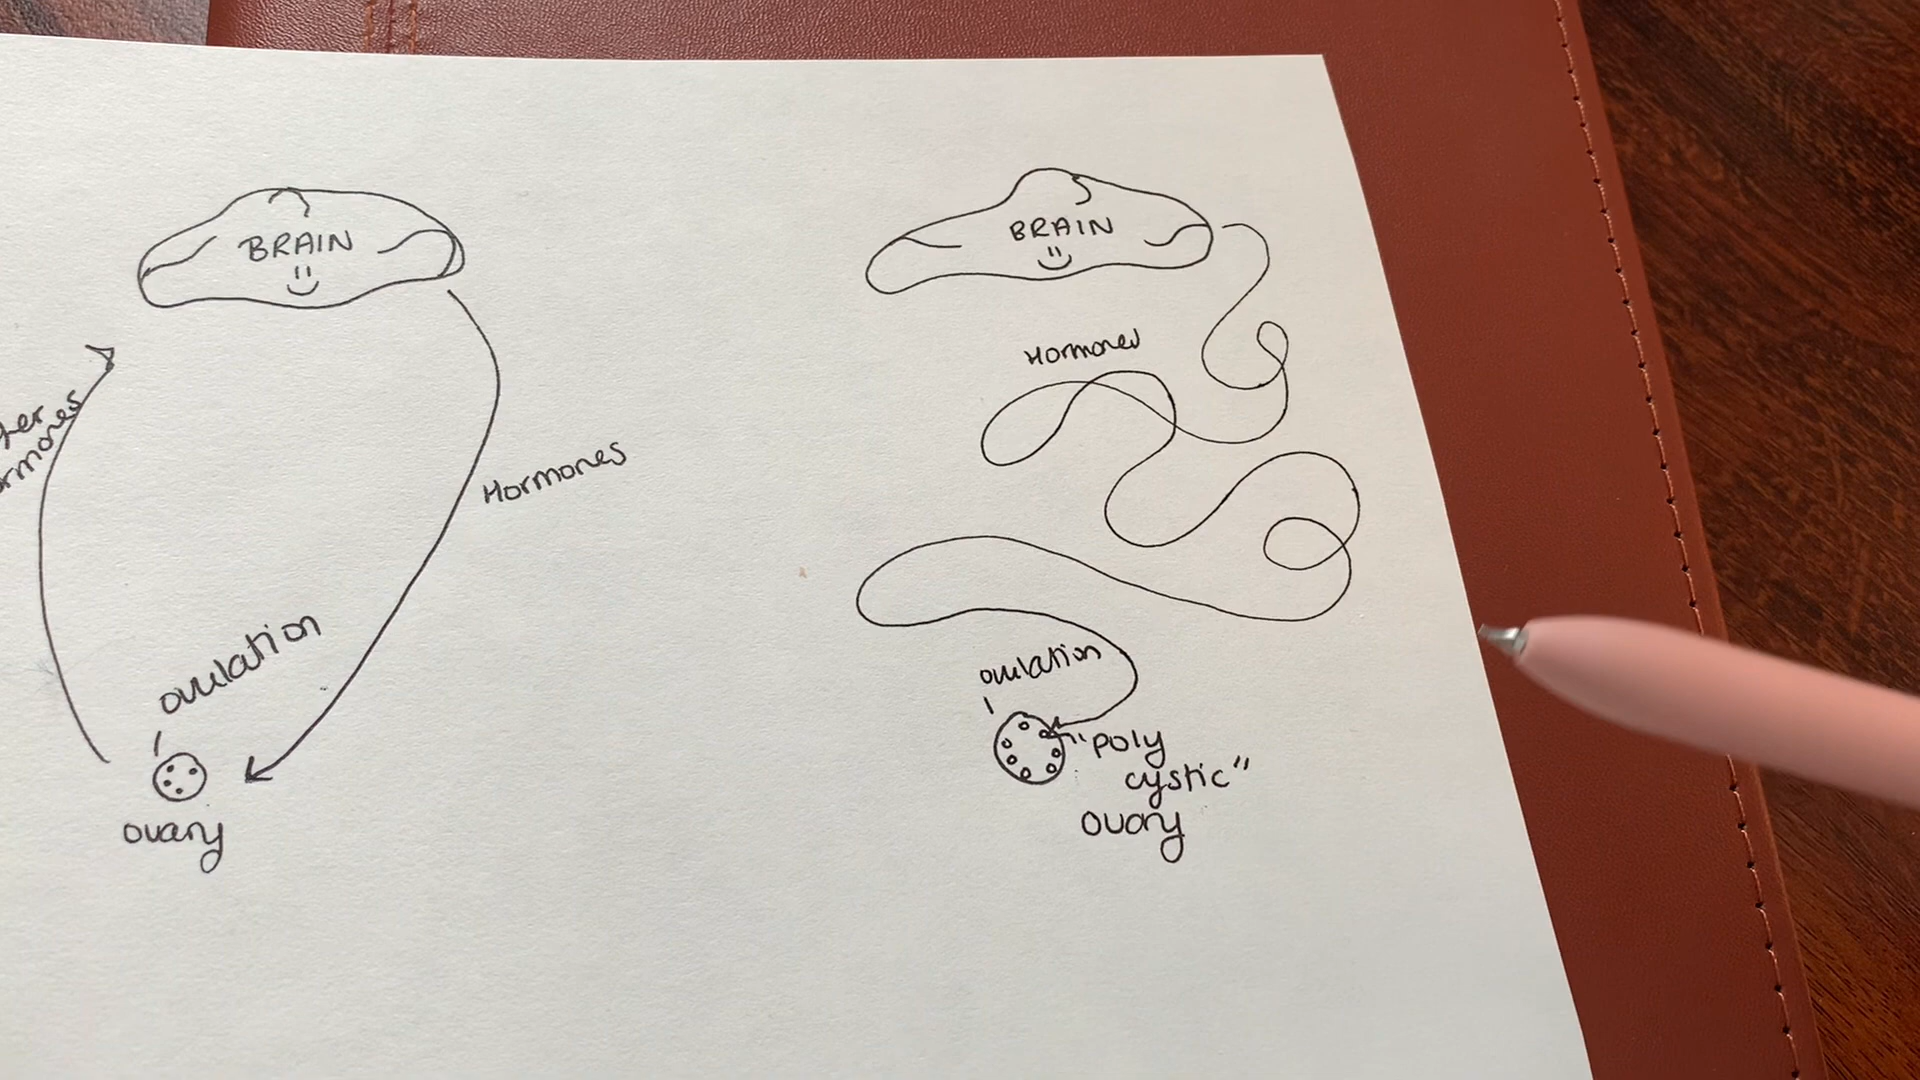 BRAIN
Hormones
ovulation
ovary
BRAIN
Hormones
ovulation
"poly
cystic"
ovary